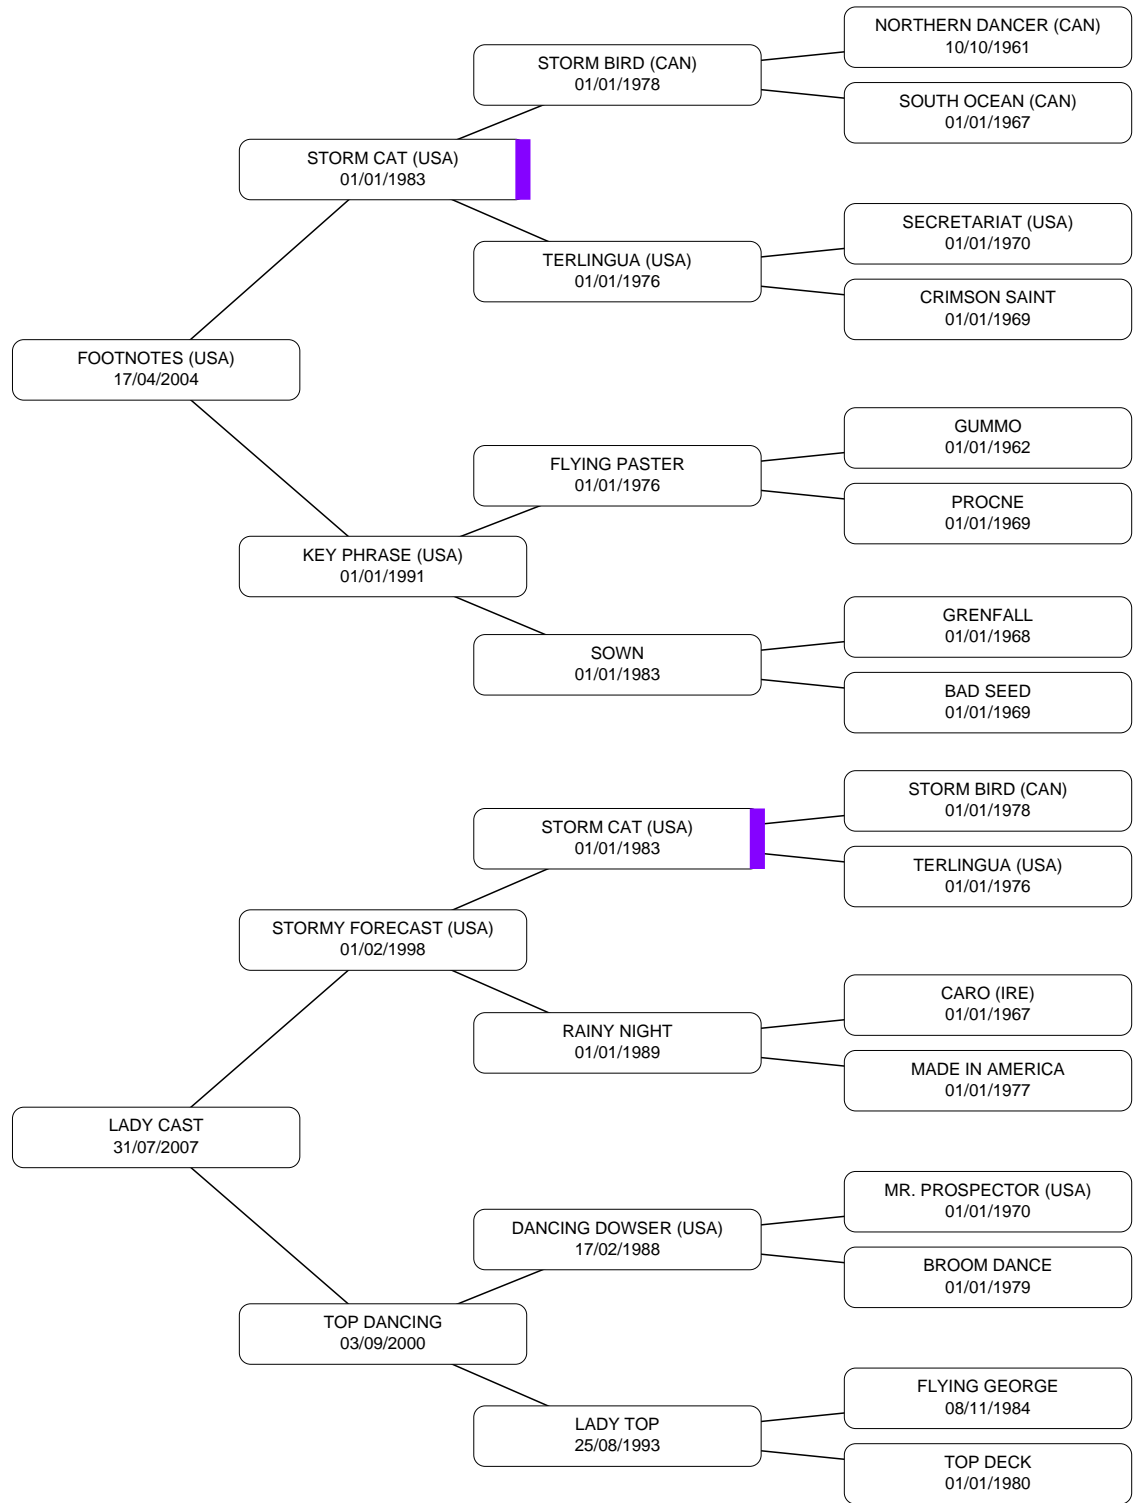 NORTHERN DANCER (CAN)
10/10/1961
STORM BIRD (CAN)
01/01/1978
SOUTH OCEAN (CAN)
01/01/1967
STORM CAT (USA)
01/01/1983
SECRETARIAT (USA)
01/01/1970
TERLINGUA (USA)
01/01/1976
CRIMSON SAINT
01/01/1969
FOOTNOTES (USA)
17/04/2004
GUMMO
01/01/1962
FLYING PASTER
01/01/1976
PROCNE
01/01/1969
KEY PHRASE (USA)
01/01/1991
GRENFALL
01/01/1968
SOWN
01/01/1983
BAD SEED
01/01/1969
STORM BIRD (CAN)
01/01/1978
STORM CAT (USA)
01/01/1983
TERLINGUA (USA)
01/01/1976
STORMY FORECAST (USA)
01/02/1998
CARO (IRE)
01/01/1967
RAINY NIGHT
01/01/1989
MADE IN AMERICA
01/01/1977
LADY CAST
31/07/2007
MR. PROSPECTOR (USA)
01/01/1970
DANCING DOWSER (USA)
17/02/1988
BROOM DANCE
01/01/1979
TOP DANCING
03/09/2000
FLYING GEORGE
08/11/1984
LADY TOP
25/08/1993
TOP DECK
01/01/1980